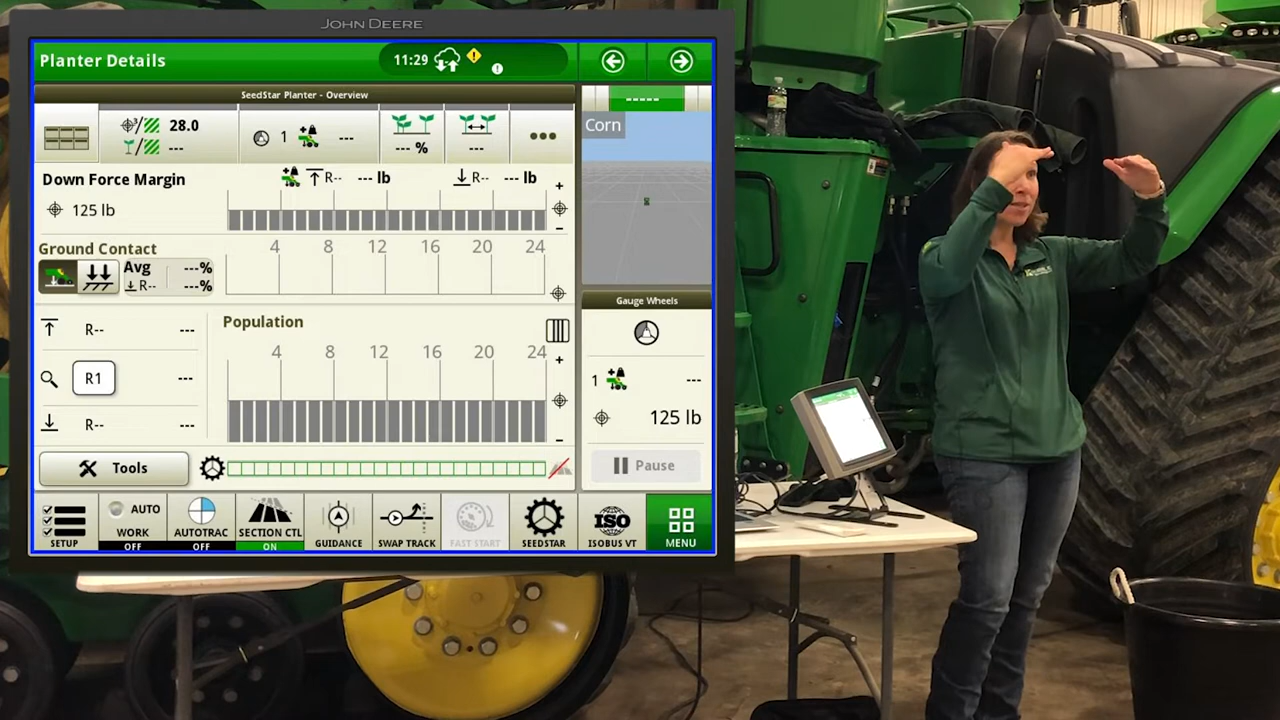 JOHN DEERE
Planter Details
11:29
SeedStar Planter - Overview
28.0
---
1
---
--- %
---
Corn
Down Force Margin
R-- --- lb
R-- --- lb
125 lb
+
-
4 8 12 16 20 24
Ground Contact
Avg ---%
R-- ---%
Gauge Wheels
R-- ---
Population
4 8 12 16 20 24
+
-
R1 ---
1 ---
125 lb
R-- ---
Tools
Pause
SETUP
AUTO
WORK
OFF
AUTOTRAC
OFF
SECTION CTL
ON
GUIDANCE
SWAP TRACK
FAST START
SEEDSTAR
ISO
ISOBUS VT
MENU